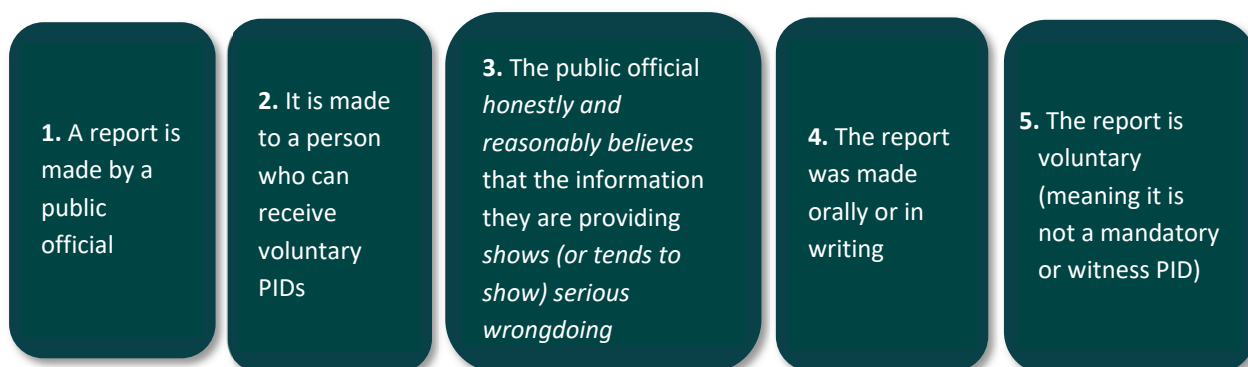 1. A report is
made by a
public
official
2. It is made
to a person
who can
receive
voluntary
PIDs
3. The public official
honestly and
reasonably believes
that the information
they are providing
shows (or tends to
show) serious
wrongdoing
4. The report
was made
orally or in
writing
5. The report is
voluntary
(meaning it is
not a mandatory
or witness PID)